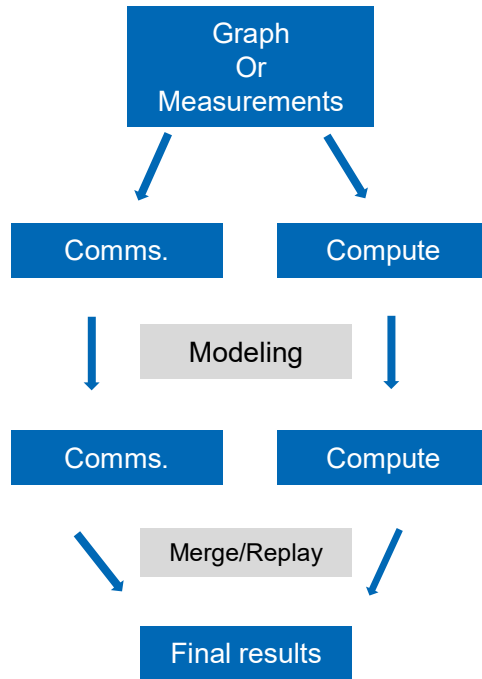 Graph
Or
Measurements
Comms.
Compute
Modeling
Comms.
Compute
Merge/Replay
Final results